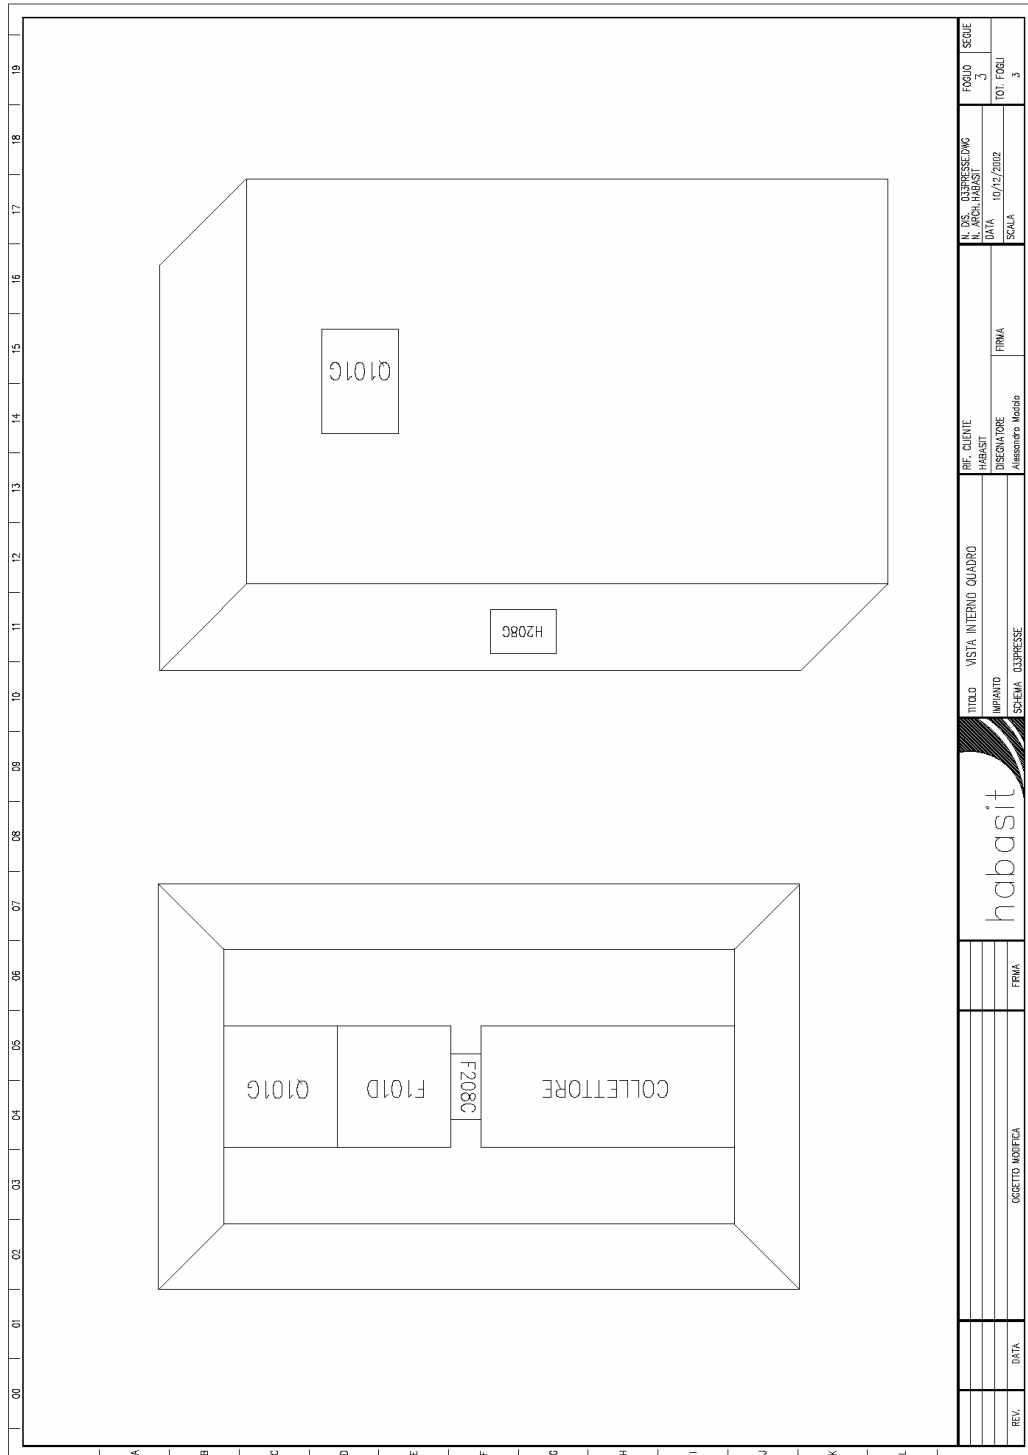 00 01 02 03 04 05 06 07 08 09 10 11 12 13 14 15 16 17 18 19
A
B
C
D
E
F
G
H
I
J
K
L
Q101G
F101D
F208C
COLLETTORE
Q101G
H208G
REV.
DATA
OGGETTO MODIFICA
FIRMA
habasit
TITOLO VISTA INTERNO QUADRO
IMPIANTO
SCHEMA 033PRESSE
RIF. CLIENTE
HABASIT
DISEGNATORE
Alessandro Modolo
FIRMA
N. DIS. 033PRESSE.DWG
N. ARCH. HABASIT
DATA 10/12/2002
SCALA
FOGLIO
3
SEGUE
TOT. FOGLI
3